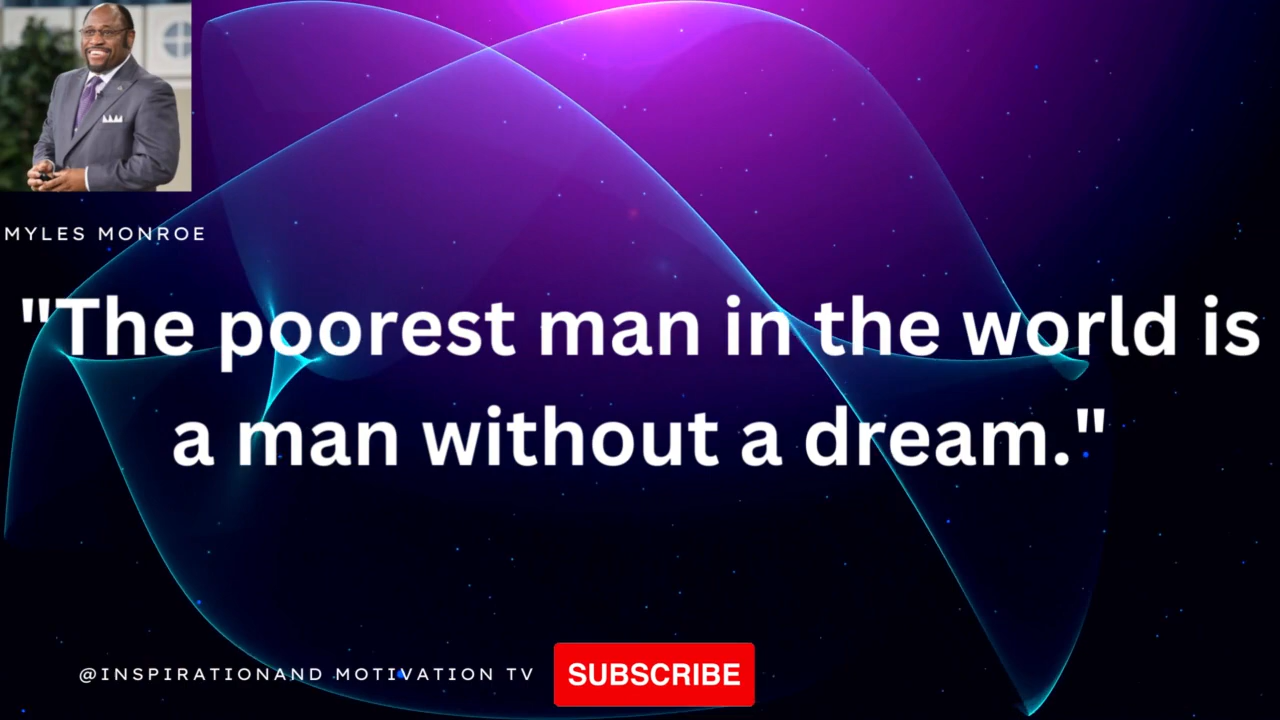 MYLES MONROE
"The poorest man in the world is
a man without a dream."
@INSPIRATIONAND MOTIVATION TV
SUBSCRIBE